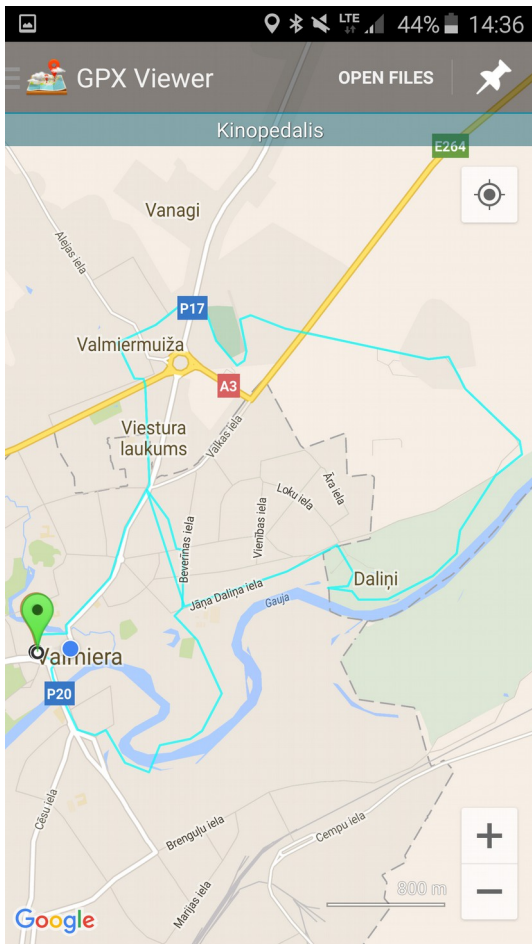 LTE 44% 14:36
GPX Viewer OPEN FILES
Kinopedalis
E264
Vanagi
Alejas iela
P17
Valmiermuiža
A3
Viestura
laukums
Valkas iela
Āra iela
Loku iela
Vienības iela
Beverīnas iela
Jāņa Daliņa iela
Daliņi
Gauja
Valmiera
P20
Cēsu iela
Brenguļu iela
Cempu iela
Marijas iela
800 m
Google